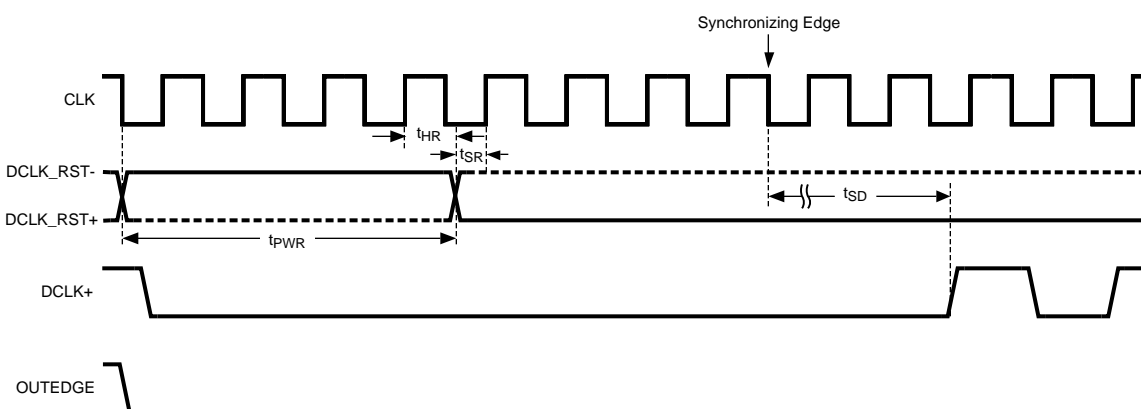 Synchronizing Edge
CLK
tHR
tSR
DCLK_RST-
tSD
DCLK_RST+
tPWR
DCLK+
OUTEDGE